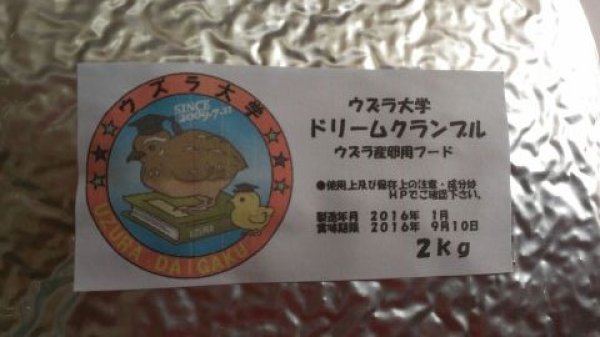 ウズラ大学
SINCE
2009.7.21
UZURA
UZURA DAIGAKU
ウズラ大学
ドリームクランブル
ウズラ産卵用フード
●使用上及び保存上の注意・成分は
HPでご確認下さい。
製造年月 2016年 1月
賞味期限 2016年 9月10日
2kg